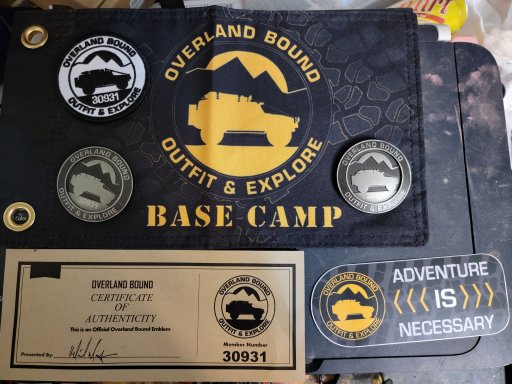 OVERLAND BOUND
30931
OUTFIT & EXPLORE
OVERLAND BOUND
OUTFIT & EXPLORE
BASE CAMP
OVERLAND BOUND
30931
OUTFIT & EXPLORE
OVERLAND BOUND
OUTFIT & EXPLORE
OVERLAND BOUND
CERTIFICATE
OF
AUTHENTICITY
This is an Official Overland Bound Emblem
Presented By:
OVERLAND BOUND
OUTFIT & EXPLORE
Member Number
30931
OVERLAND BOUND
OUTFIT & EXPLORE
ADVENTURE
IS
NECESSARY